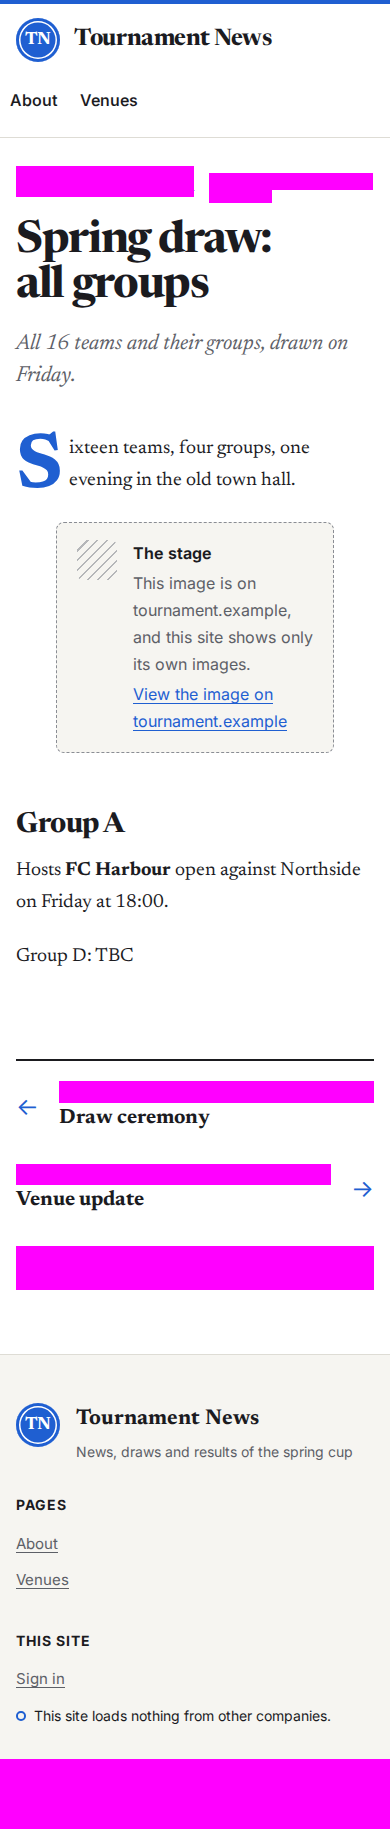 TN Tournament News
About Venues
Spring draw:
all groups
All 16 teams and their groups, drawn on
Friday.
Sixteen teams, four groups, one
evening in the old town hall.
The stage
This image is on
tournament.example,
and this site shows only
its own images.
View the image on
tournament.example
Group A
Hosts FC Harbour open against Northside
on Friday at 18:00.
Group D: TBC
← Draw ceremony
Venue update →
TN Tournament News
News, draws and results of the spring cup
PAGES
About
Venues
THIS SITE
Sign in
This site loads nothing from other companies.